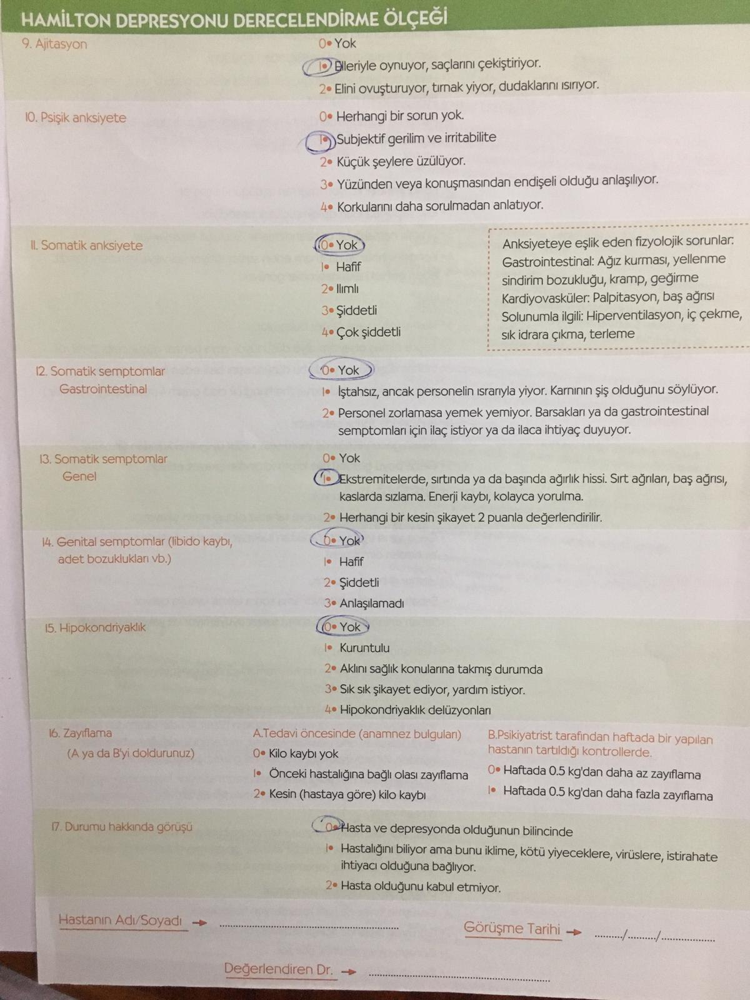 HAMİLTON DEPRESYONU DERECELENDİRME ÖLÇEĞİ
9. Ajitasyon
0• Yok
1• Elleriyle oynuyor, saçlarını çekiştiriyor.
2• Elini ovuşturuyor, tırnak yiyor, dudaklarını ısırıyor.
10. Psişik anksiyete
0• Herhangi bir sorun yok.
1• Subjektif gerilim ve irritabilite
2• Küçük şeylere üzülüyor.
3• Yüzünden veya konuşmasından endişeli olduğu anlaşılıyor.
4• Korkularını daha sorulmadan anlatıyor.
11. Somatik anksiyete
0• Yok
1• Hafif
2• Ilımlı
3• Şiddetli
4• Çok şiddetli
Anksiyeteye eşlik eden fizyolojik sorunlar:
Gastrointestinal: Ağız kurması, yellenme
sindirim bozukluğu, kramp, geğirme
Kardiyovasküler: Palpitasyon, baş ağrısı
Solunumla ilgili: Hiperventilasyon, iç çekme,
sık idrara çıkma, terleme
12. Somatik semptomlar
Gastrointestinal
0• Yok
1• İştahsız, ancak personelin ısrarıyla yiyor. Karnının şiş olduğunu söylüyor.
2• Personel zorlamasa yemek yemiyor. Barsakları ya da gastrointestinal
semptomları için ilaç istiyor ya da ilaca ihtiyaç duyuyor.
13. Somatik semptomlar
Genel
0• Yok
1• Ekstremitelerde, sırtında ya da başında ağırlık hissi. Sırt ağrıları, baş ağrısı,
kaslarda sızlama. Enerji kaybı, kolayca yorulma.
2• Herhangi bir kesin şikayet 2 puanla değerlendirilir.
14. Genital semptomlar (libido kaybı,
adet bozuklukları vb.)
0• Yok
1• Hafif
2• Şiddetli
3• Anlaşılamadı
15. Hipokondriyaklık
0• Yok
1• Kuruntulu
2• Aklını sağlık konularına takmış durumda
3• Sık sık şikayet ediyor, yardım istiyor.
4• Hipokondriyaklık delüzyonları
16. Zayıflama
(A ya da B'yi doldurunuz)
A.Tedavi öncesinde (anamnez bulguları)
0• Kilo kaybı yok
1• Önceki hastalığına bağlı olası zayıflama
2• Kesin (hastaya göre) kilo kaybı
B.Psikiyatrist tarafından haftada bir yapılan
hastanın tartıldığı kontrollerde.
0• Haftada 0.5 kg'dan daha az zayıflama
1• Haftada 0.5 kg'dan daha fazla zayıflama
17. Durumu hakkında görüşü
0• Hasta ve depresyonda olduğunun bilincinde
1• Hastalığını biliyor ama bunu iklime, kötü yiyeceklere, virüslere, istirahate
ihtiyacı olduğuna bağlıyor.
2• Hasta olduğunu kabul etmiyor.
Hastanın Adı/Soyadı → ....................
Görüşme Tarihi → ........./........./..................
Değerlendiren Dr. → ....................